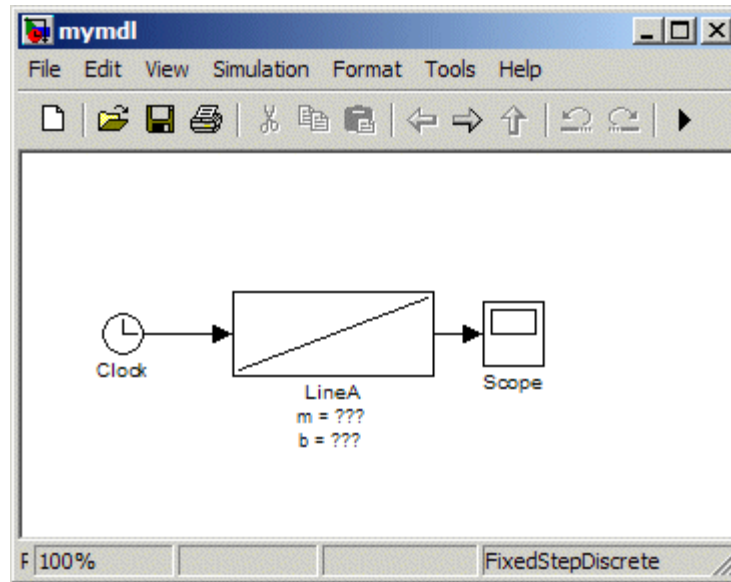 mymdl
File Edit View Simulation Format Tools Help
Clock
LineA
m = ???
b = ???
Scope
F 100% FixedStepDiscrete